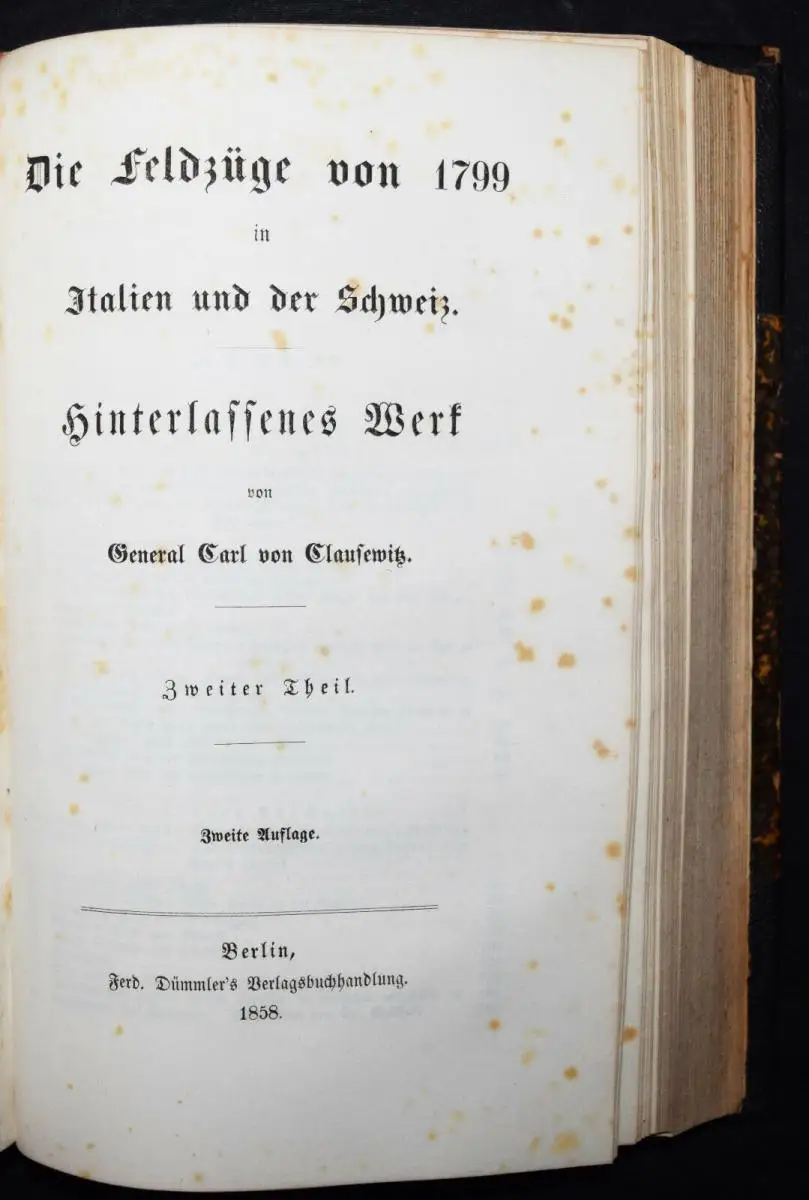 Die Feldzüge von 1799
in
Italien und der Schweiz.
Hinterlassenes Werk
von
General Carl von Clausewitz.
Zweiter Theil.
Zweite Auflage.
Berlin,
Ferd. Dümmler's Verlagsbuchhandlung.
1858.